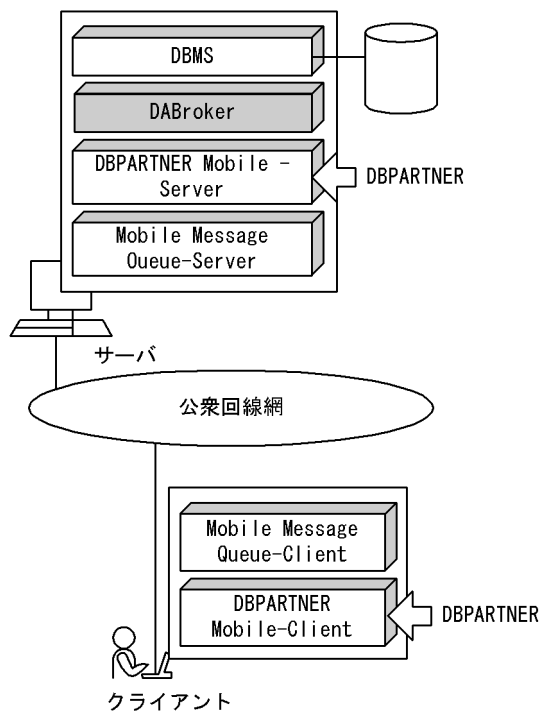 DBMS
DABroker
DBPARTNER Mobile -
Server
DBPARTNER
Mobile Message
Oueue-Server
サーバ
公衆回線網
Mobile Message
Queue-Client
DBPARTNER
Mobile-Client
DBPARTNER
クライアント